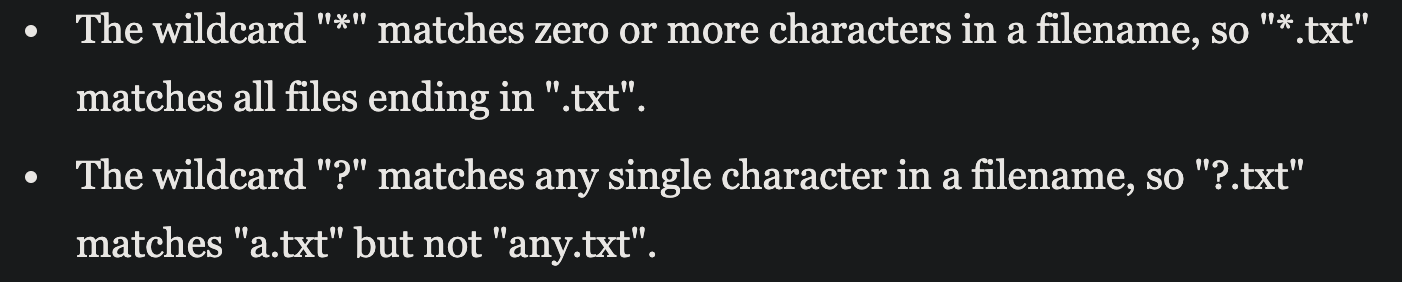 • The wildcard "*" matches zero or more characters in a filename, so "*.txt"
matches all files ending in ".txt".
• The wildcard "?" matches any single character in a filename, so "?.txt"
matches "a.txt" but not "any.txt".